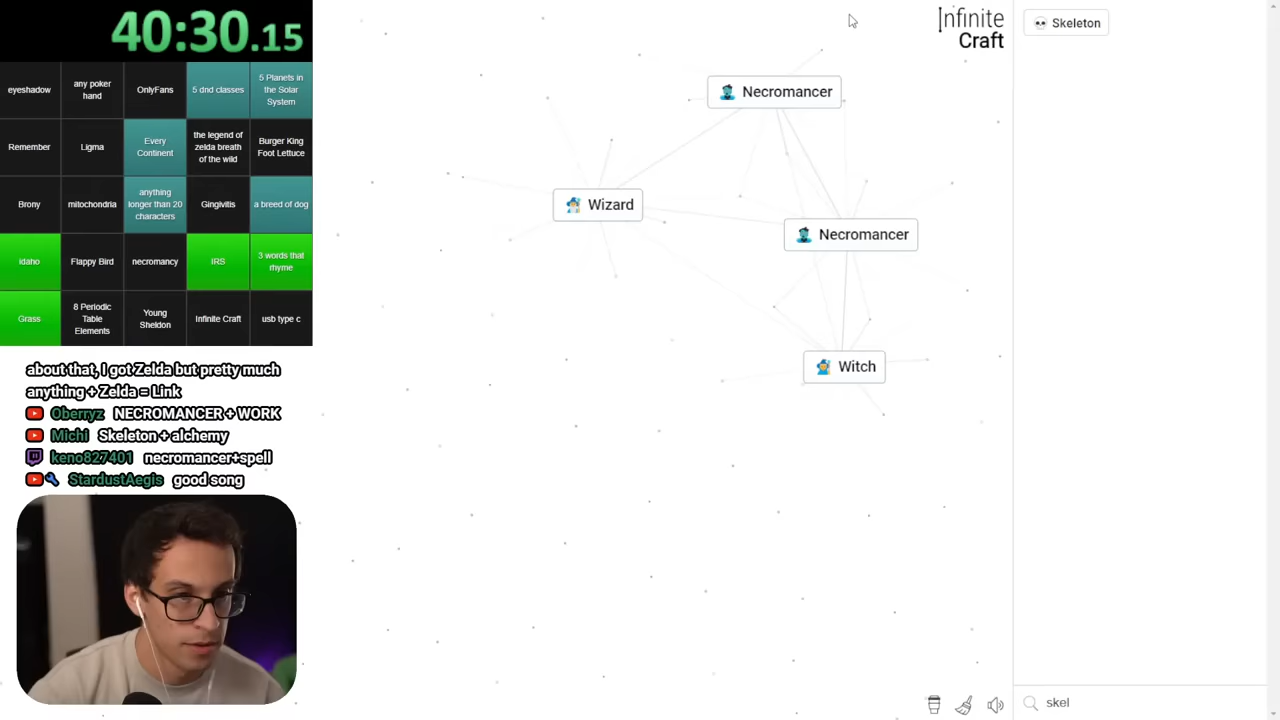 40:30.15
eyeshadow
any poker
hand
OnlyFans
5 dnd classes
5 Planets in
the Solar
System
Remember
Ligma
Every
Continent
the legend of
zelda breath
of the wild
Burger King
Foot Lettuce
Brony
mitochondria
anything
longer than 20
characters
Gingivitis
a breed of dog
idaho
Flappy Bird
necromancy
IRS
3 words that
rhyme
Grass
8 Periodic
Table
Elements
Young
Sheldon
Infinite Craft
usb type c
about that, I got Zelda but pretty much
anything + Zelda = Link
Oberryz NECROMANCER + WORK
Michi Skeleton + alchemy
keno827401 necromancer+spell
StardustAegis good song
Necromancer
Wizard
Necromancer
Witch
Infinite
Craft
Skeleton
skel